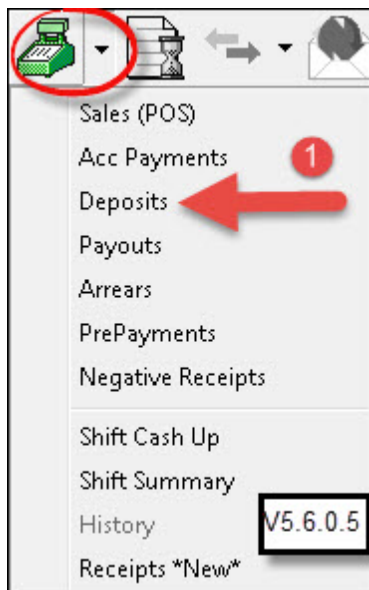 Sales (POS)
Acc Payments
1
Deposits
Payouts
Arrears
PrePayments
Negative Receipts
Shift Cash Up
Shift Summary
History
V5.6.0.5
Receipts *New*